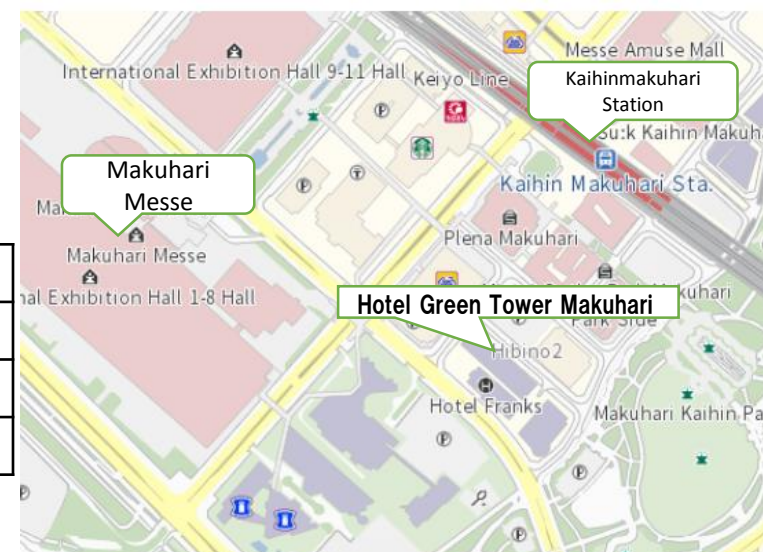 Messe Amuse Mall
International Exhibition Hall 9-11 Hall
Keiyo Line
Kaihinmakuhari
Station
Kaihin Makuhari Sta.
Makuhari
Messe
Plena Makuhari
Makuhari Messe
Exhibition Hall 1-8 Hall
Hotel Green Tower Makuhari
Park Side
Hibino2
Hotel Franks
Makuhari Kaihin